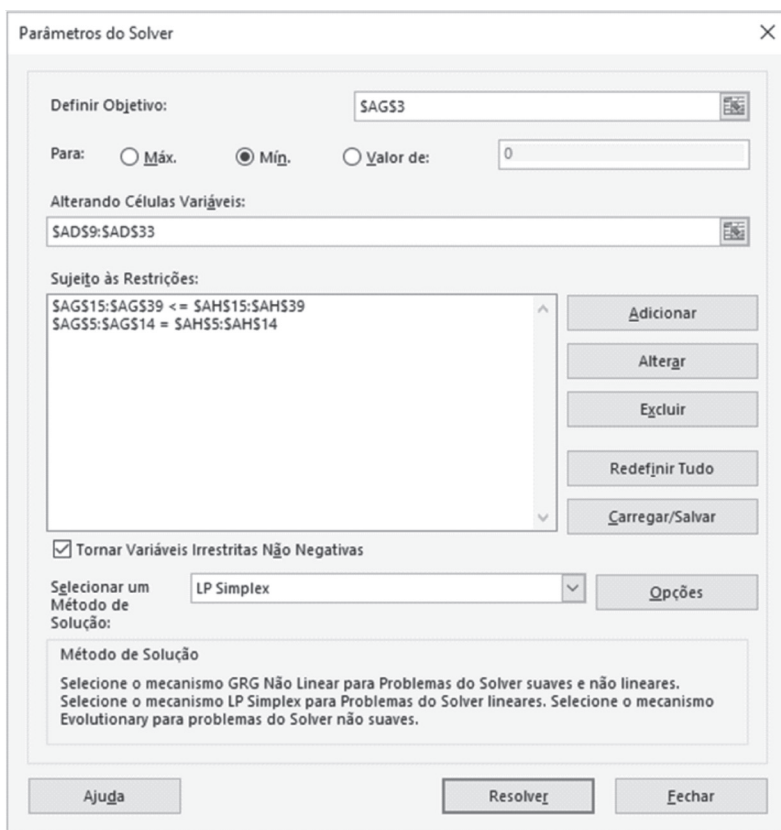 Parâmetros do Solver
Definir Objetivo: $AG$3
Para: Máx. Mín. Valor de: 0
Alterando Células Variáveis:
$AD$9:$AD$33
Sujeito às Restrições:
$AG$15:$AG$39 <= $AH$15:$AH$39
$AG$5:$AG$14 = $AH$5:$AH$14
Adicionar
Alterar
Excluir
Redefinir Tudo
Carregar/Salvar
Tornar Variáveis Irrestritas Não Negativas
Selecionar um
Método de
Solução:
LP Simplex
Opções
Método de Solução
Selecione o mecanismo GRG Não Linear para Problemas do Solver suaves e não lineares.
Selecione o mecanismo LP Simplex para Problemas do Solver lineares. Selecione o mecanismo
Evolutionary para problemas do Solver não suaves.
Ajuda Resolver Fechar